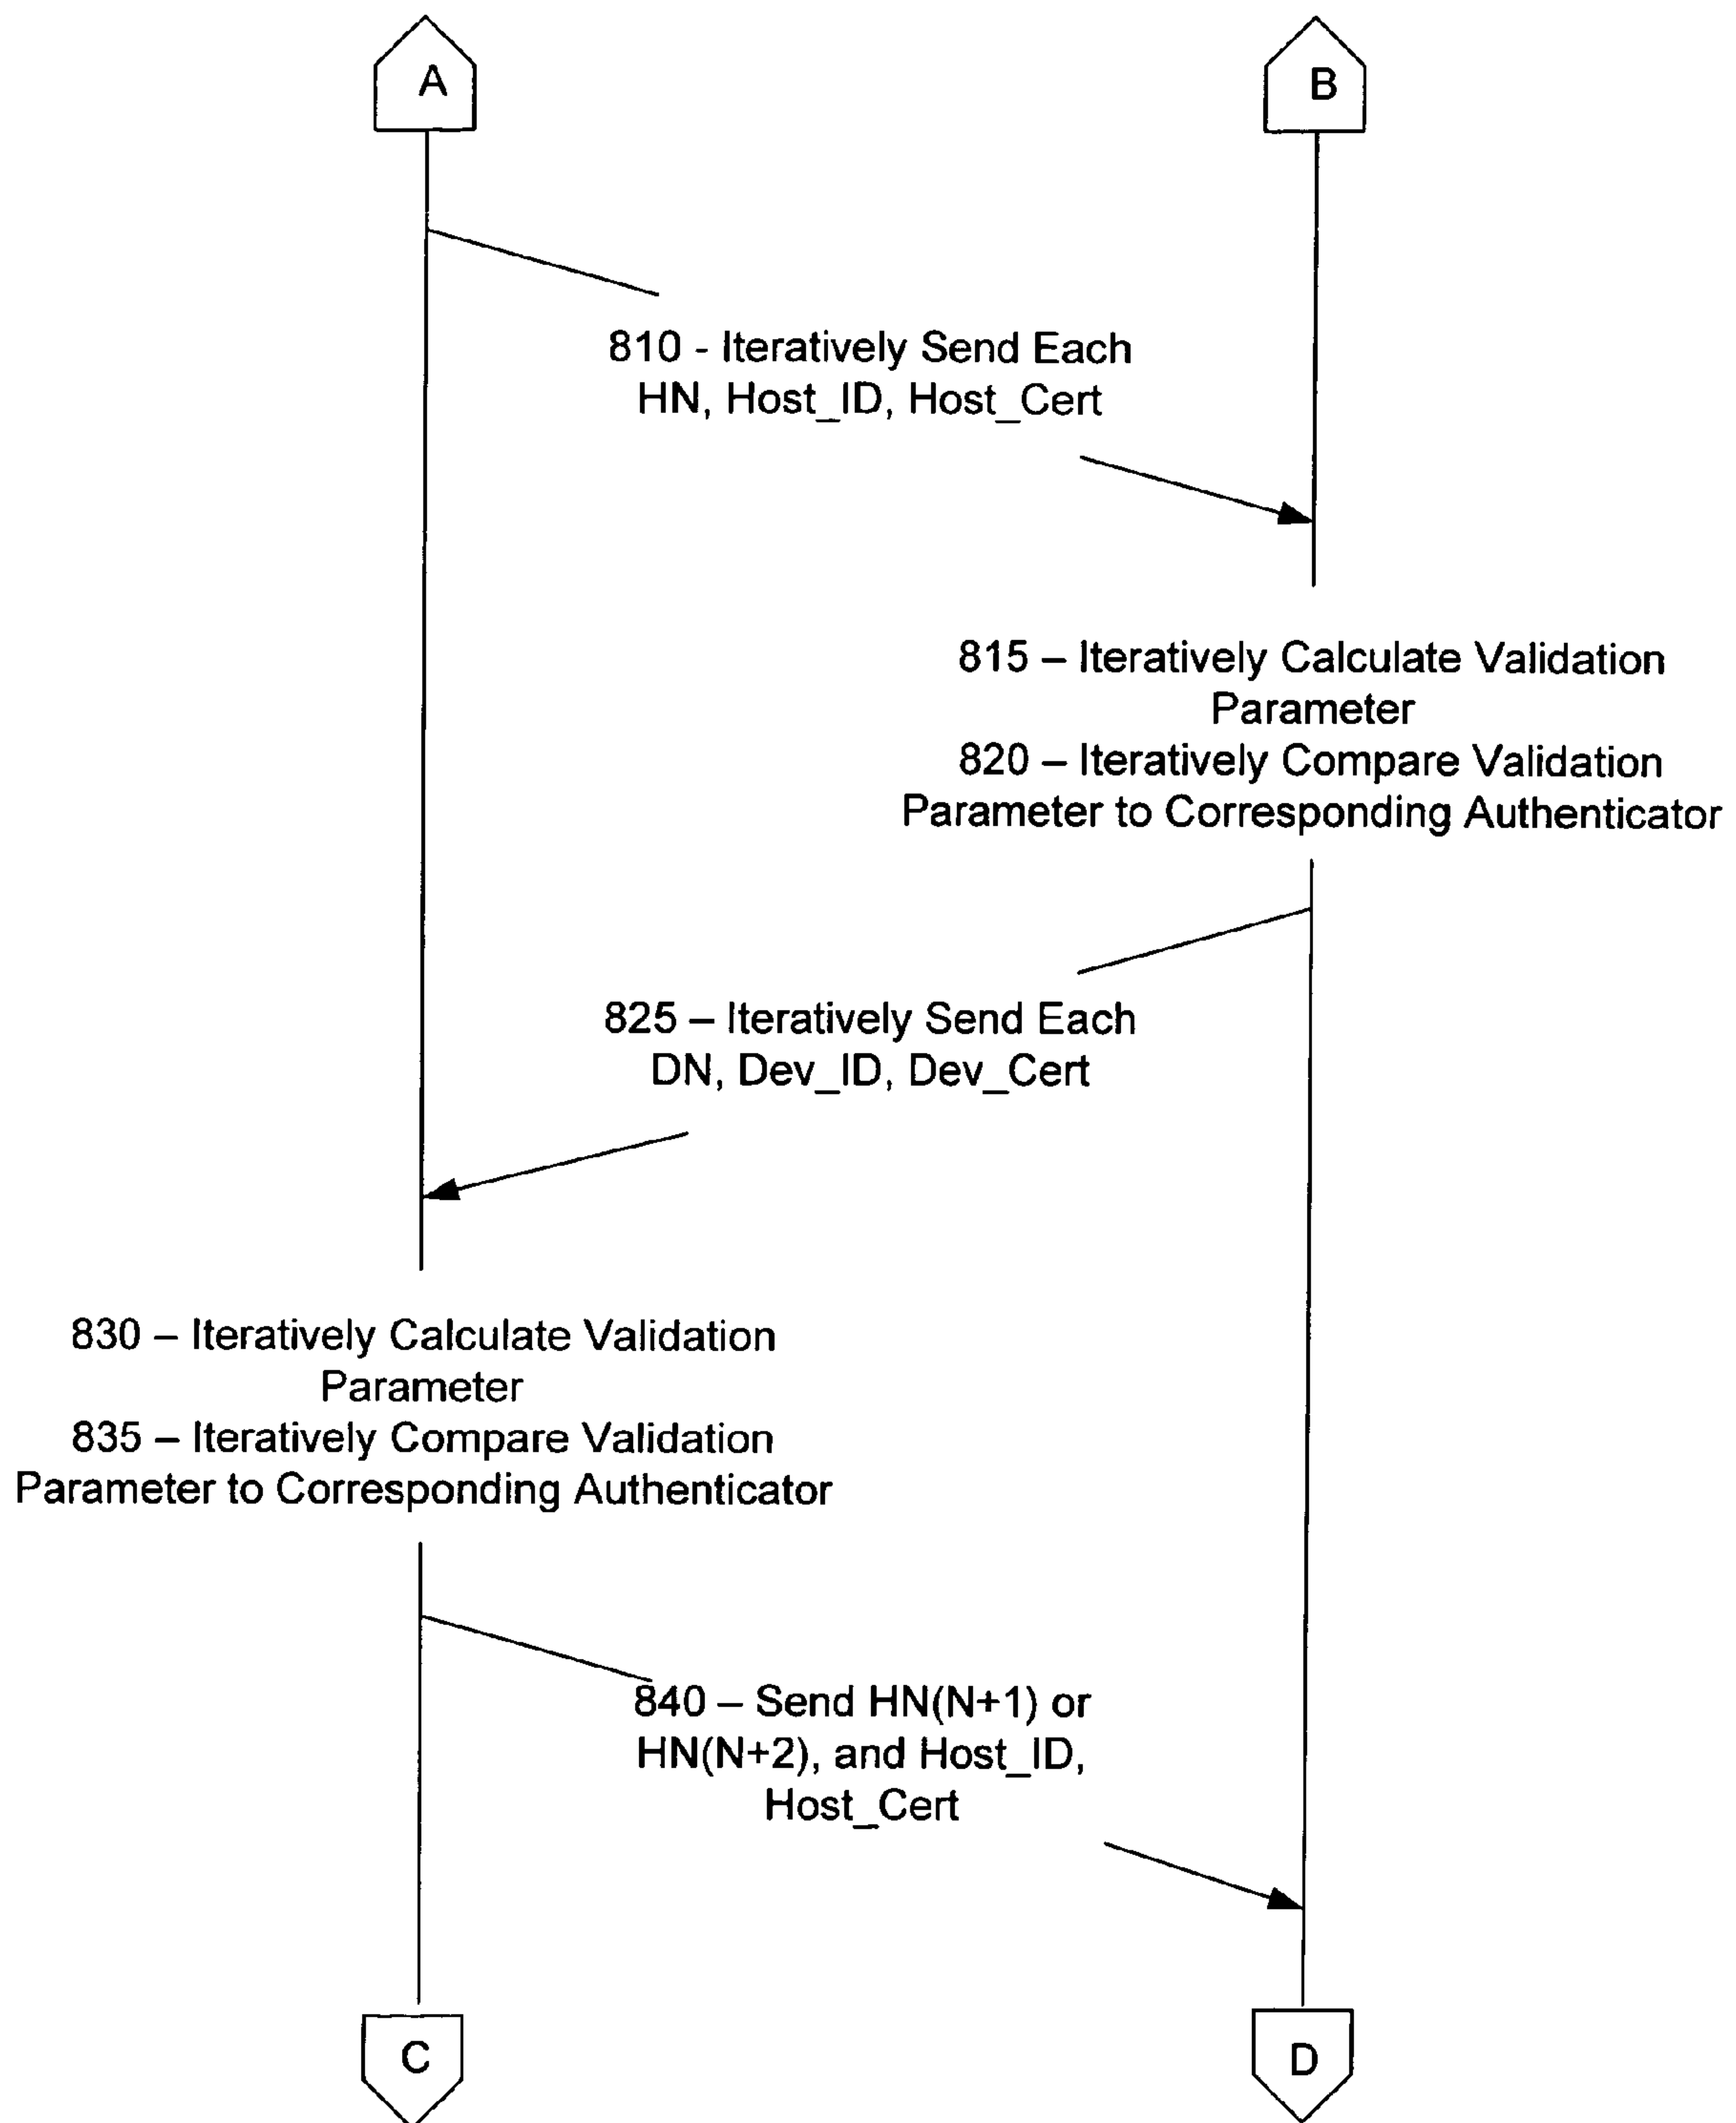 A
B
810 - Iteratively Send Each
HN, Host_ID, Host_Cert
815 – Iteratively Calculate Validation
Parameter
820 – Iteratively Compare Validation
Parameter to Corresponding Authenticator
825 – Iteratively Send Each
DN, Dev_ID, Dev_Cert
830 – Iteratively Calculate Validation
Parameter
835 – Iteratively Compare Validation
Parameter to Corresponding Authenticator
840 – Send HN(N+1) or
HN(N+2), and Host_ID,
Host_Cert
C
D